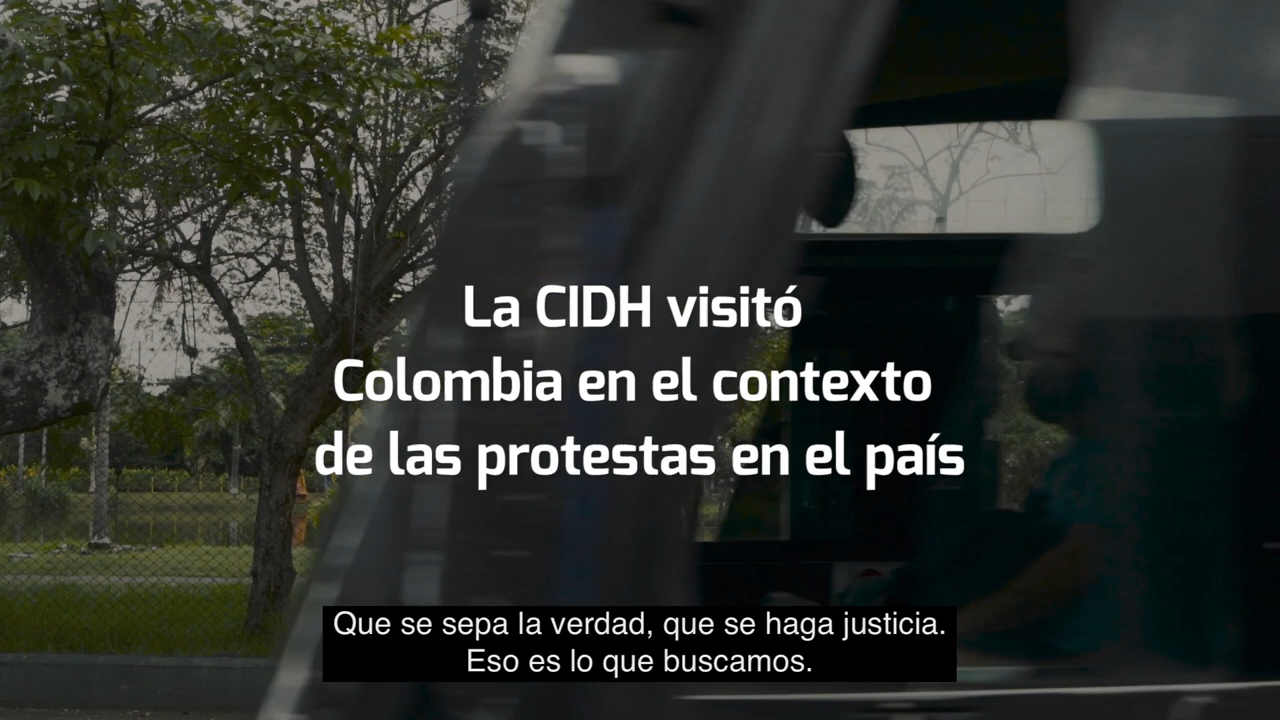 La CIDH visitó
Colombia en el contexto
de las protestas en el país
Que se sepa la verdad, que se haga justicia.
Eso es lo que buscamos.